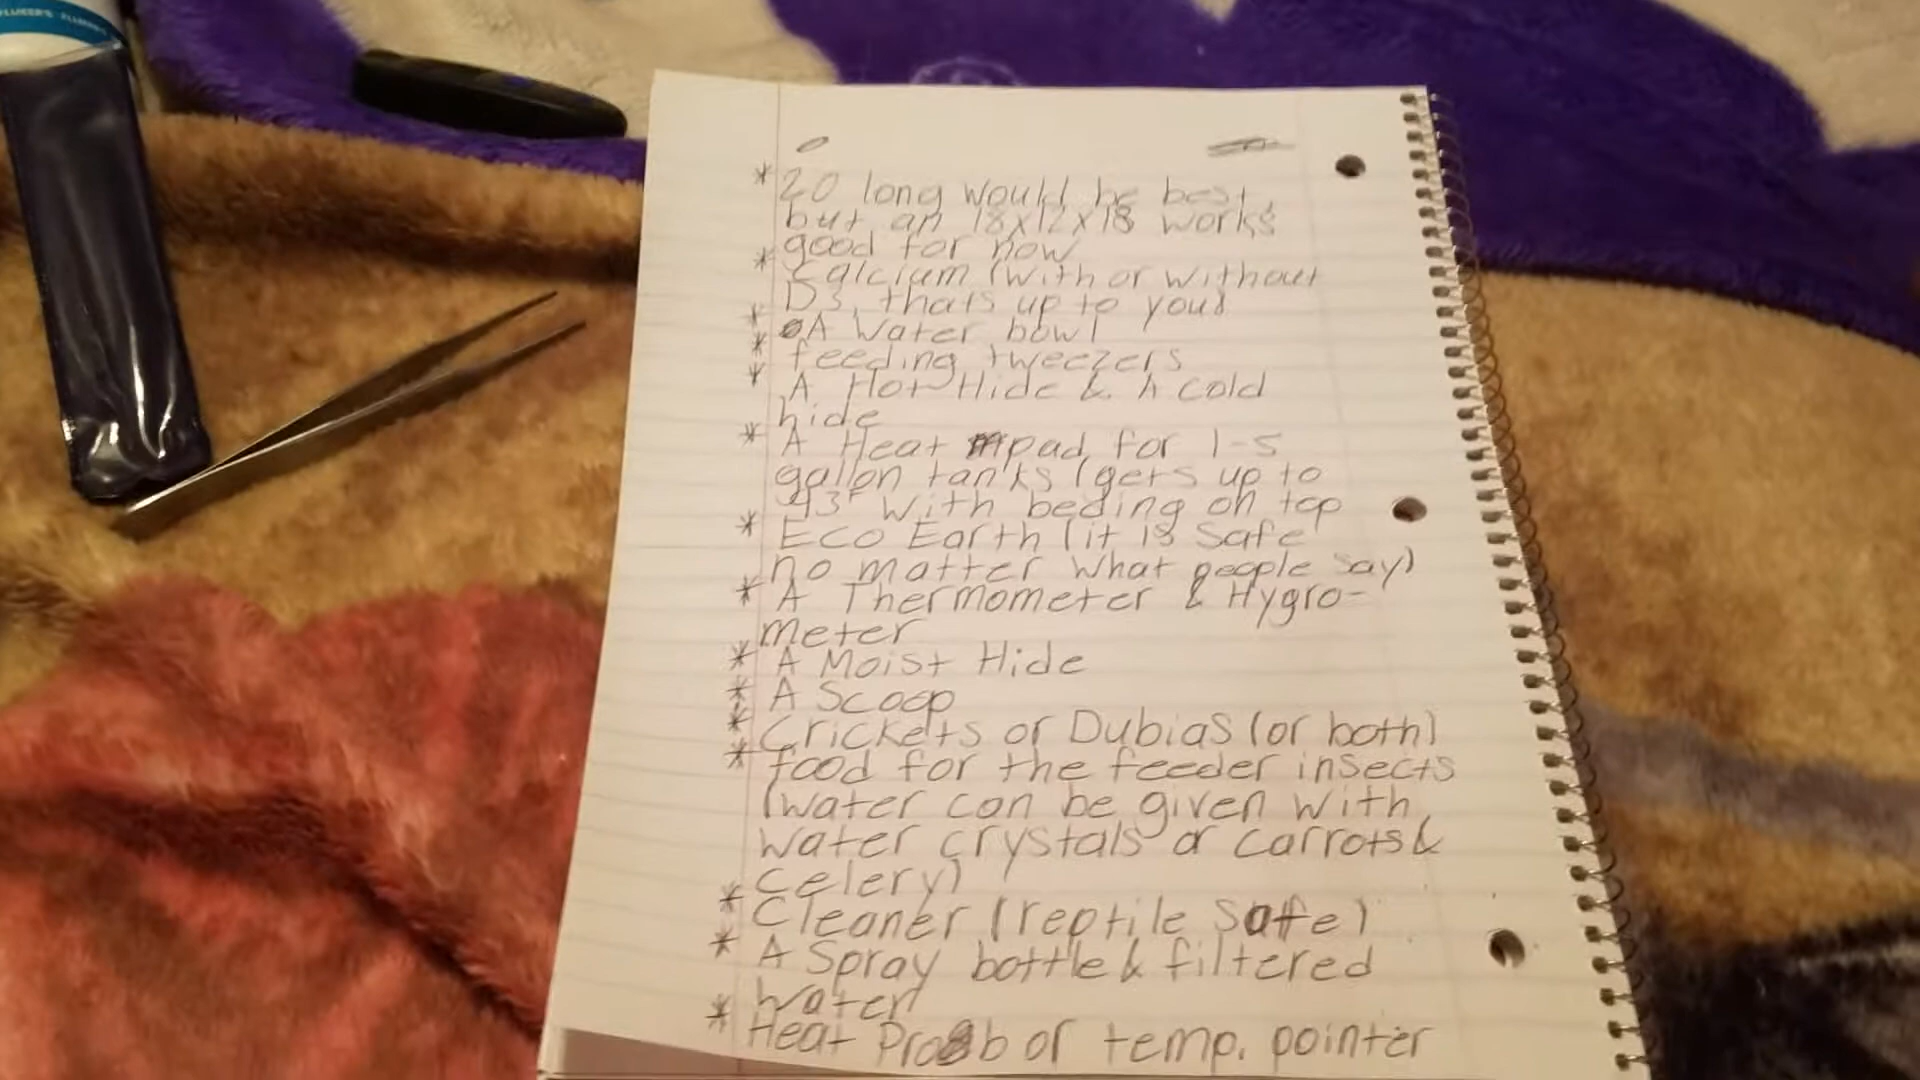 FLUKER'S
* 20 long would be best,
but an 18x12x18 works
good for now
* Calcium (with or without
D3, thats up to you)
* A Water bowl
* feeding tweezers
* A Hot Hide & A Cold
hide
* A Heat pad for 1-5
gallon tanks (gets up to
93° with beding on top
* Eco Earth (it is Safe
no matter what people say)
* A Thermometer & Hygro-
meter
* A Moist Hide
* A Scoop
* Crickets or Dubias (or both)
* food for the feeder insects
(water can be given with
water crystals or carrots &
celery)
* Cleaner (reptile Safe)
* A Spray bottle & filtered
water
* Heat Prob or temp. pointer